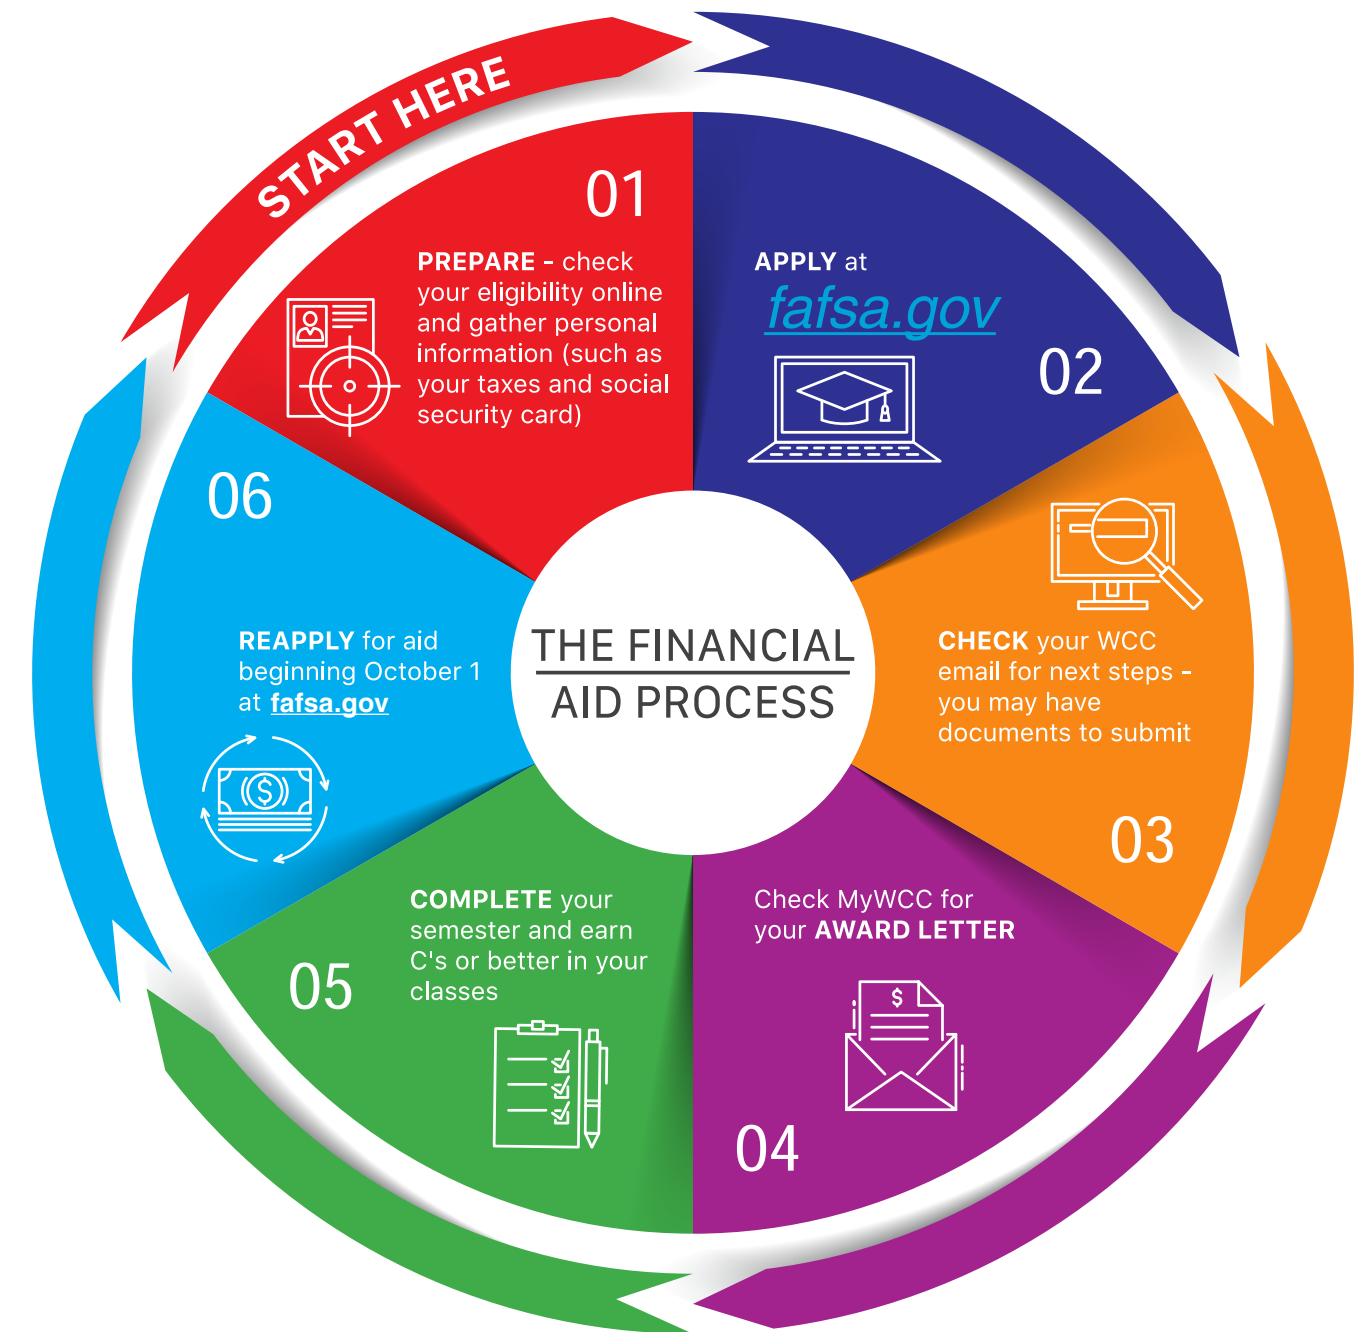 START HERE
01
PREPARE - check
your eligibility online
and gather personal
information (such as
your taxes and social
security card)
APPLY at
fafsa.gov
02
CHECK your WCC
email for next steps -
you may have
documents to submit
03
Check MyWCC for
your AWARD LETTER
$
04
COMPLETE your
semester and earn
C's or better in your
classes
05
06
REAPPLY for aid
beginning October 1
at fafsa.gov
$
THE FINANCIAL
AID PROCESS